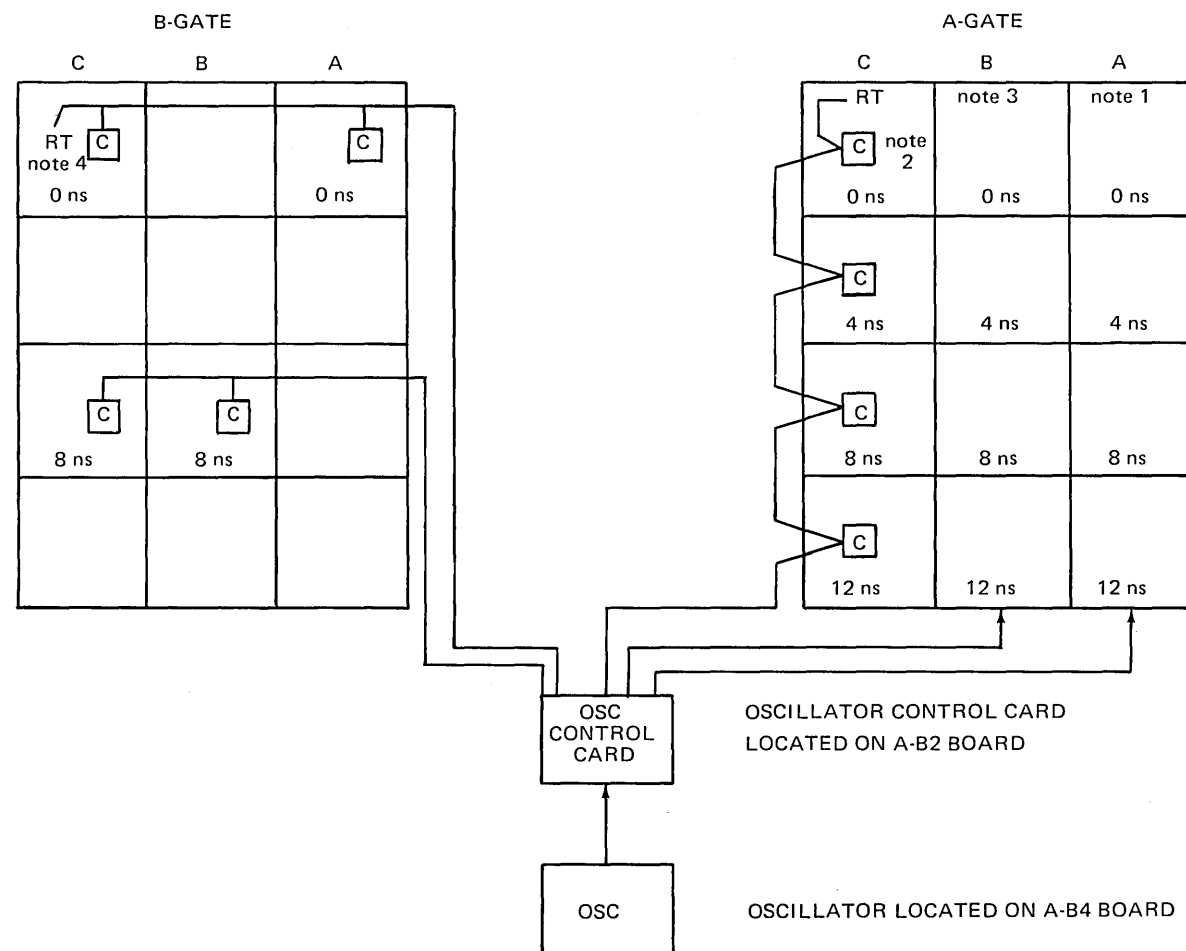 B-GATE
C B A
RT C C
note 4
0 ns 0 ns
C C
8 ns 8 ns
A-GATE
C B A
RT note 3 note 1
C note
2
0 ns 0 ns 0 ns
C
4 ns 4 ns 4 ns
C
8 ns 8 ns 8 ns
C
12 ns 12 ns 12 ns
OSC
CONTROL
CARD
OSCILLATOR CONTROL CARD
LOCATED ON A-B2 BOARD
OSC
OSCILLATOR LOCATED ON A-B4 BOARD